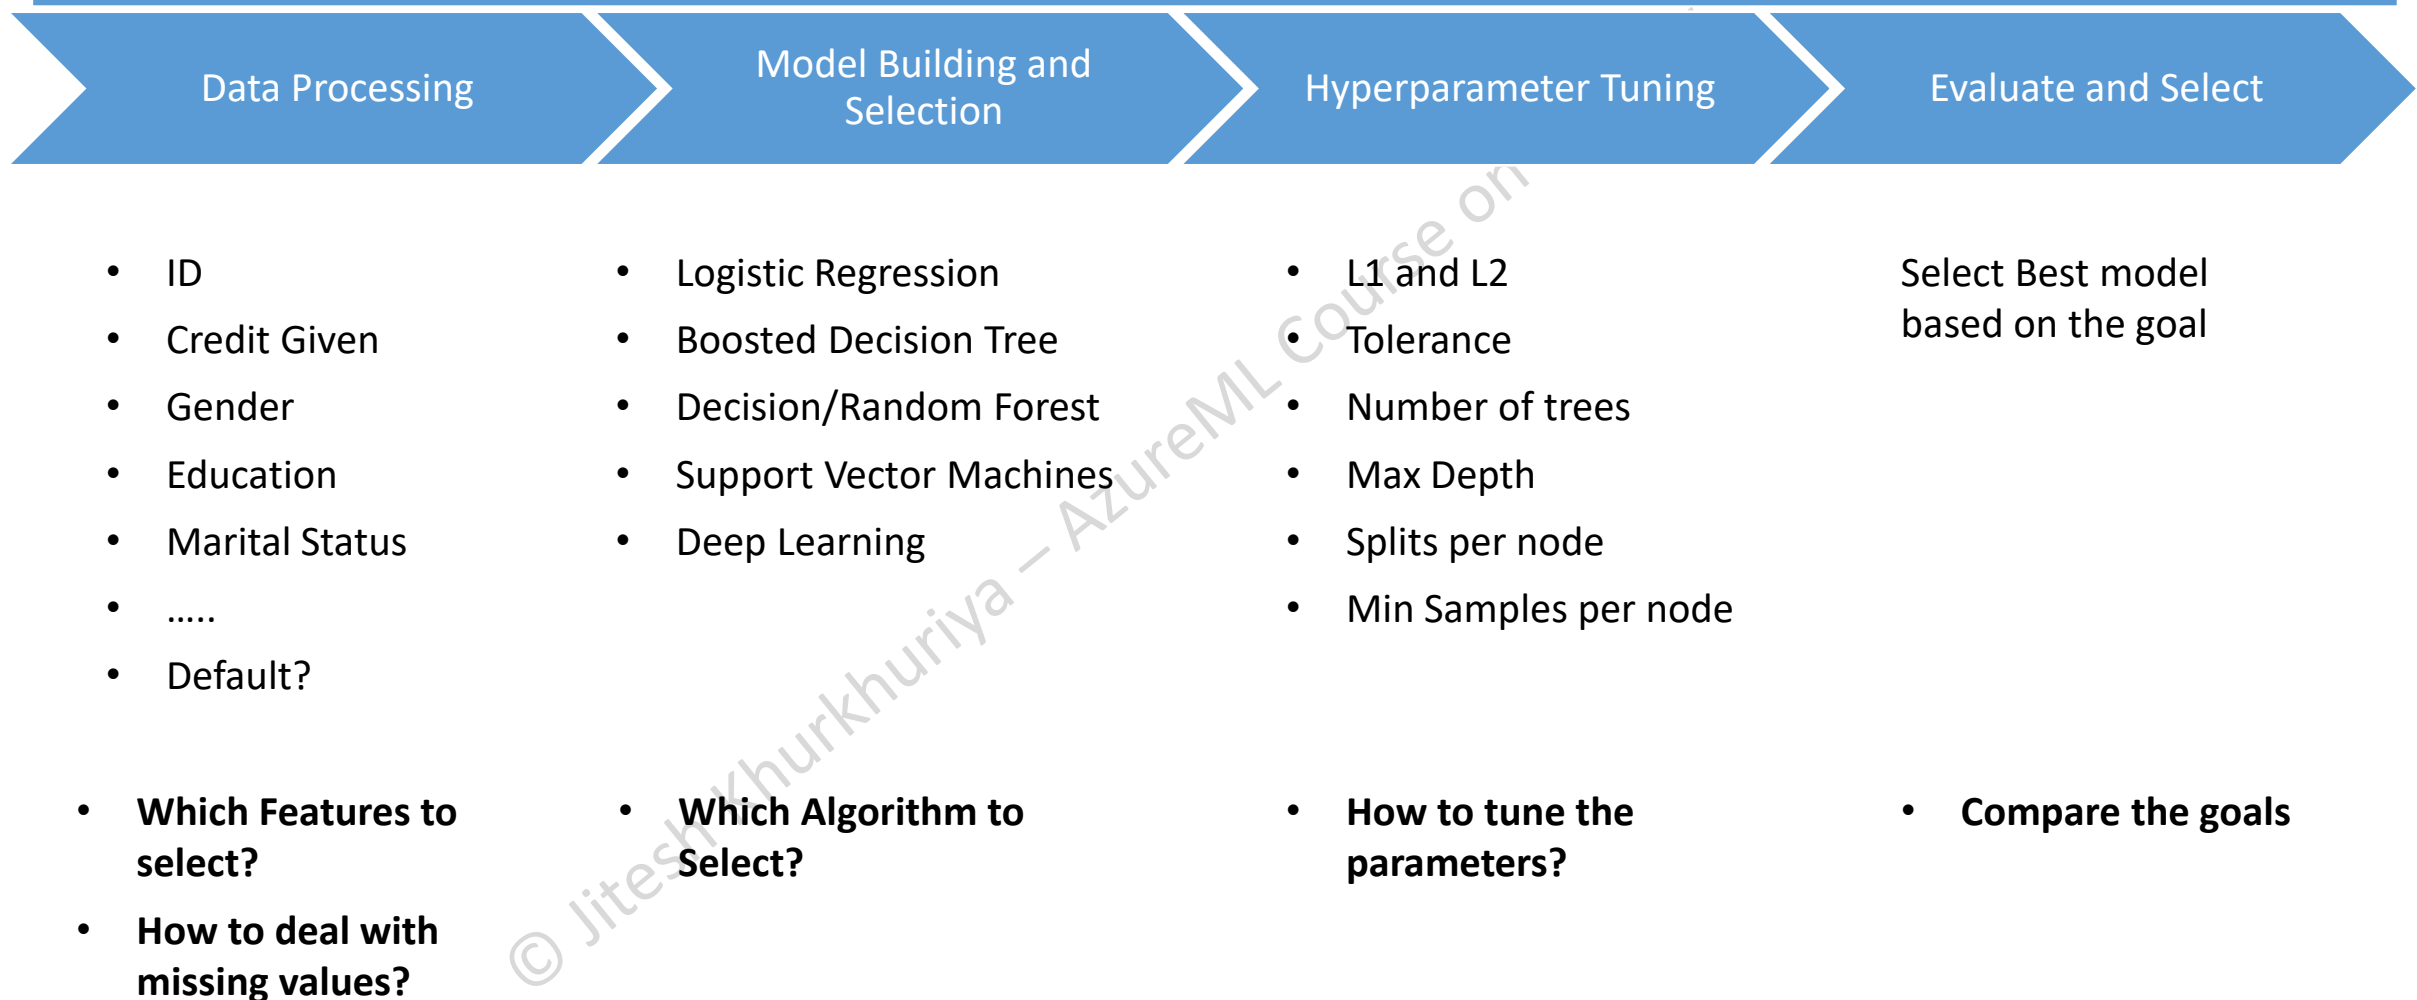 Data Processing
Model Building and
Selection
Hyperparameter Tuning
Evaluate and Select
• ID
• Credit Given
• Gender
• Education
• Marital Status
• .....
• Default?
• Logistic Regression
• Boosted Decision Tree
• Decision/Random Forest
• Support Vector Machines
• Deep Learning
• L1 and L2
• Tolerance
• Number of trees
• Max Depth
• Splits per node
• Min Samples per node
Select Best model
based on the goal
• Which Features to
select?
• How to deal with
missing values?
• Which Algorithm to
Select?
• How to tune the
parameters?
• Compare the goals
© Jitesh Khurkhuriya – AzureML Course on